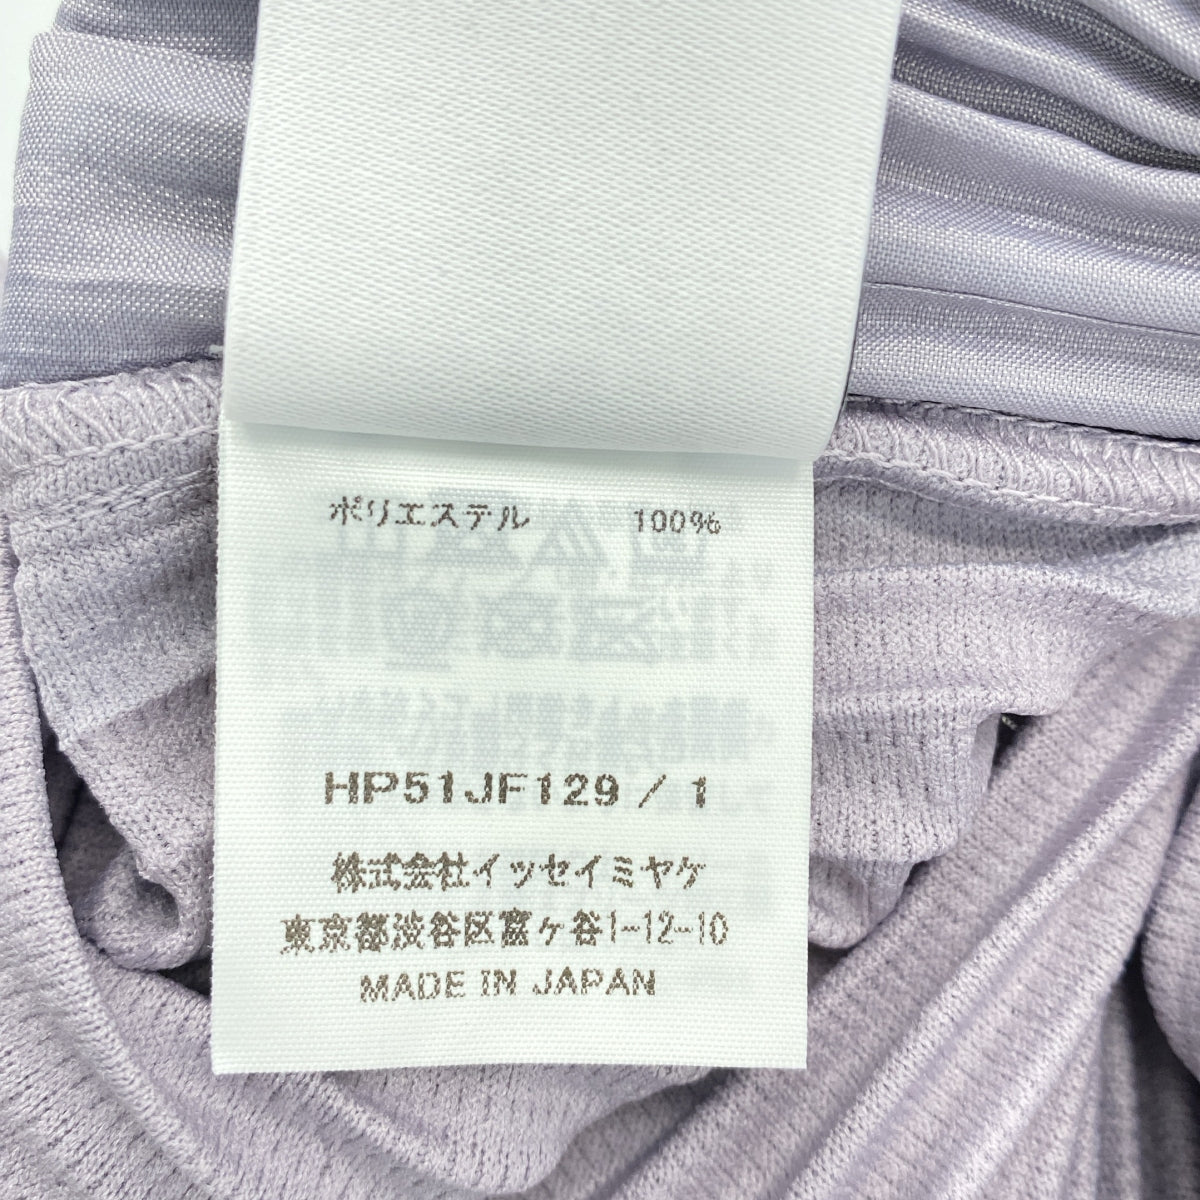 ポリエステル 100%
HP51JF129 / 1
株式会社イッセイミヤケ
東京都渋谷区富ヶ谷1-12-10
MADE IN JAPAN